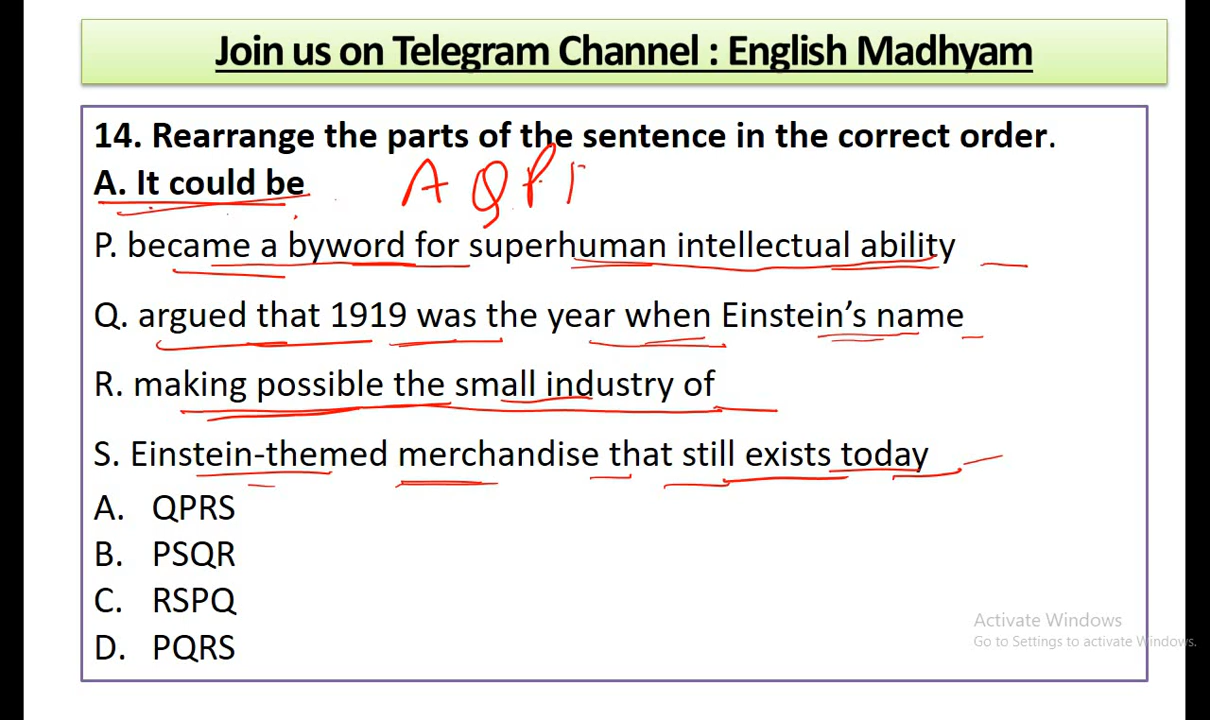 Join us on Telegram Channel : English Madhyam
14. Rearrange the parts of the sentence in the correct order.
A. It could be A Q P
P. became a byword for superhuman intellectual ability
Q. argued that 1919 was the year when Einstein’s name
R. making possible the small industry of
S. Einstein-themed merchandise that still exists today
A. QPRS
B. PSQR
C. RSPQ
D. PQRS
Activate Windows
Go to Settings to activate Windows.